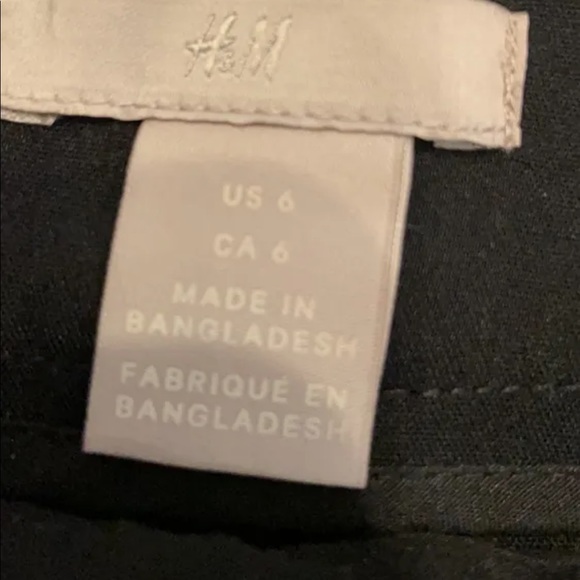 H&M
US 6
CA 6
MADE IN
BANGLADESH
FABRIQUÉ EN
BANGLADESH